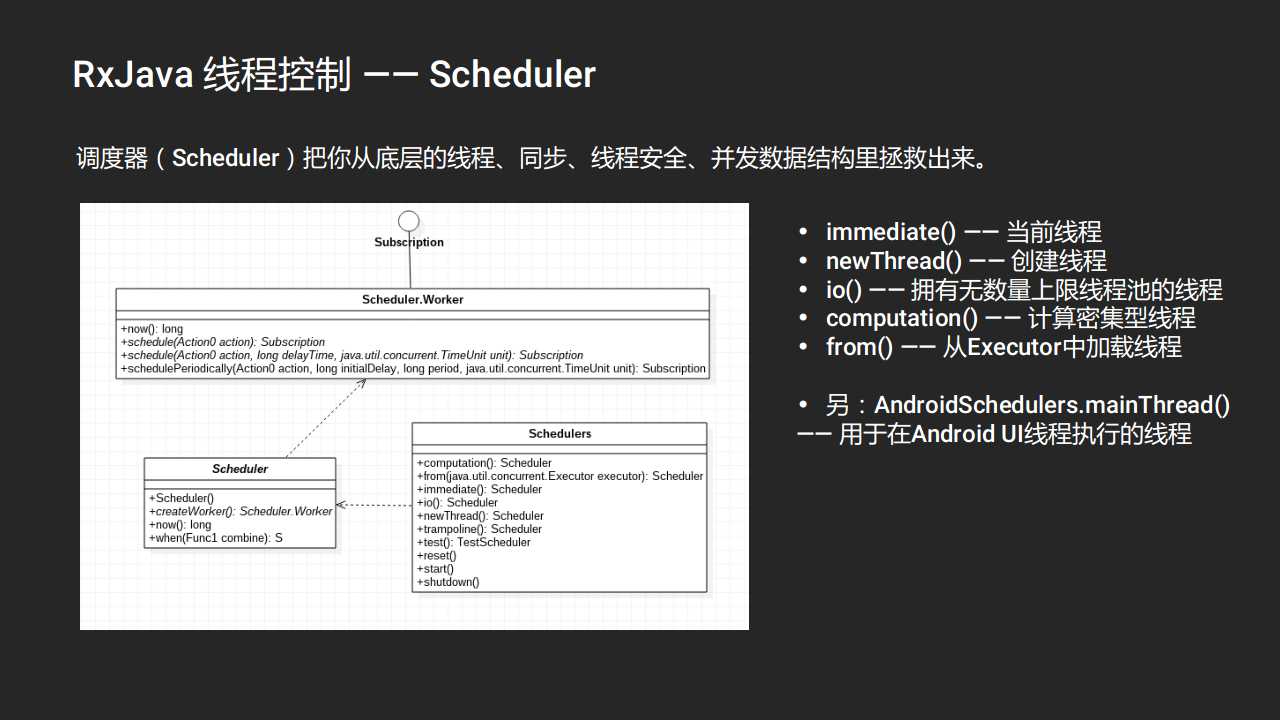 RxJava 线程控制 —— Scheduler
调度器（Scheduler）把你从底层的线程、同步、线程安全、并发数据结构里拯救出来。
Subscription
Scheduler.Worker
+now(): long
+schedule(Action0 action): Subscription
+schedule(Action0 action, long delayTime, java.util.concurrent.TimeUnit unit): Subscription
+schedulePeriodically(Action0 action, long initialDelay, long period, java.util.concurrent.TimeUnit unit): Subscription
Scheduler
+Scheduler()
+createWorker(): Scheduler.Worker
+now(): long
+when(Func1 combine): S
Schedulers
+computation(): Scheduler
+from(java.util.concurrent.Executor executor): Scheduler
+immediate(): Scheduler
+io(): Scheduler
+newThread(): Scheduler
+trampoline(): Scheduler
+test(): TestScheduler
+reset()
+start()
+shutdown()
• immediate() —— 当前线程
• newThread() —— 创建线程
• io() —— 拥有无数量上限线程池的线程
• computation() —— 计算密集型线程
• from() —— 从Executor中加载线程
• 另：AndroidSchedulers.mainThread()
—— 用于在Android UI线程执行的线程